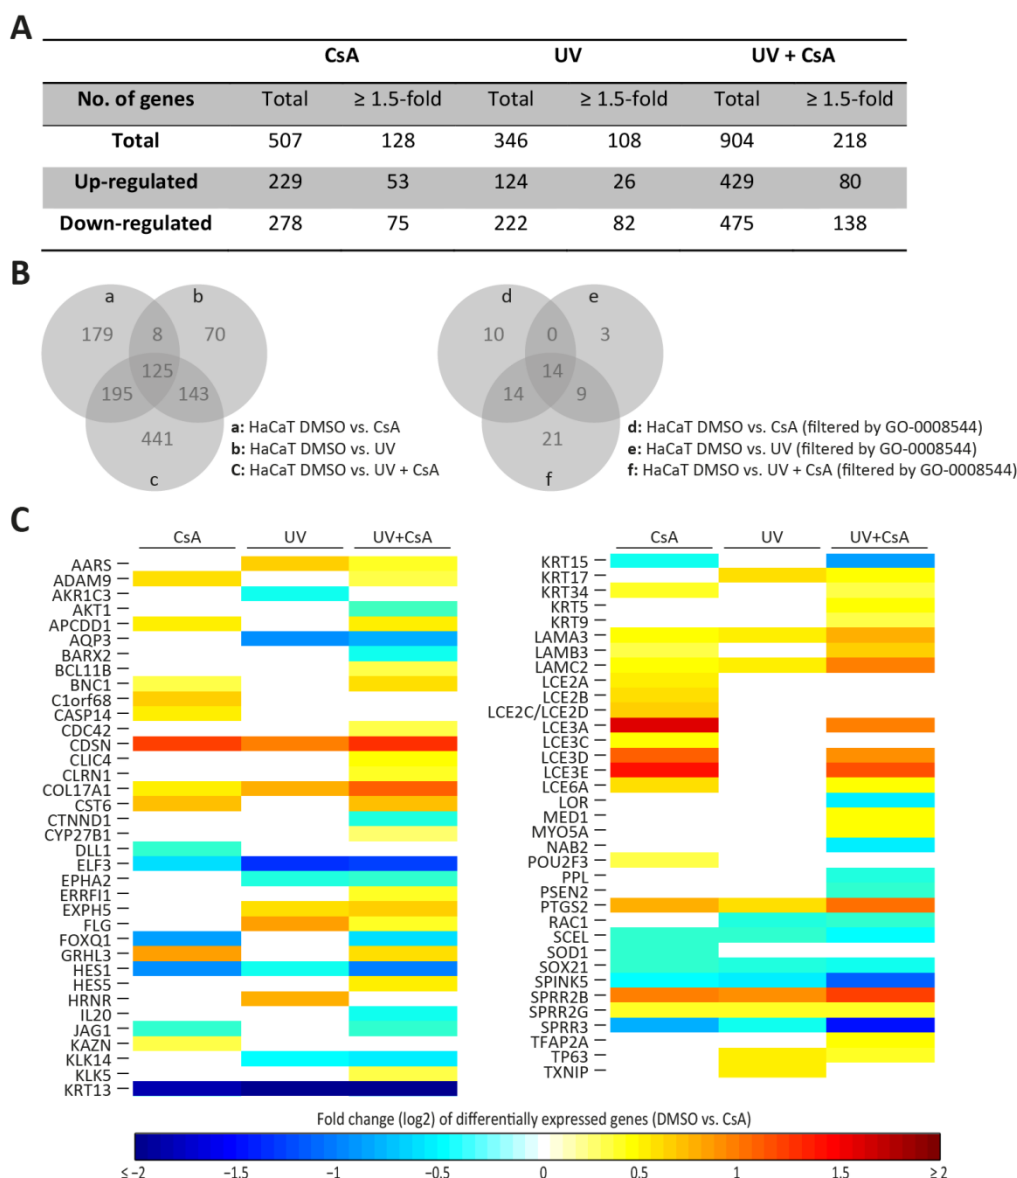 A
CsA UV UV + CsA
No. of genes Total ≥ 1.5-fold Total ≥ 1.5-fold Total ≥ 1.5-fold
Total 507 128 346 108 904 218
Up-regulated 229 53 124 26 429 80
Down-regulated 278 75 222 82 475 138
B
a b
179 8 70
125
195 143
441
c
a: HaCaT DMSO vs. CsA
b: HaCaT DMSO vs. UV
C: HaCaT DMSO vs. UV + CsA
d e
10 0 3
14
14 9
21
f
d: HaCaT DMSO vs. CsA (filtered by GO-0008544)
e: HaCaT DMSO vs. UV (filtered by GO-0008544)
f: HaCaT DMSO vs. UV + CsA (filtered by GO-0008544)
C
CsA UV UV+CsA
AARS
ADAM9
AKR1C3
AKT1
APCDD1
AQP3
BARX2
BCL11B
BNC1
C1orf68
CASP14
CDC42
CDSN
CLIC4
CLRN1
COL17A1
CST6
CTNND1
CYP27B1
DLL1
ELF3
EPHA2
ERRFI1
EXPH5
FLG
FOXQ1
GRHL3
HES1
HES5
HRNR
IL20
JAG1
KAZN
KLK14
KLK5
KRT13
CsA UV UV+CsA
KRT15
KRT17
KRT34
KRT5
KRT9
LAMA3
LAMB3
LAMC2
LCE2A
LCE2B
LCE2C/LCE2D
LCE3A
LCE3C
LCE3D
LCE3E
LCE6A
LOR
MED1
MYO5A
NAB2
POU2F3
PPL
PSEN2
PTGS2
RAC1
SCEL
SOD1
SOX21
SPINK5
SPRR2B
SPRR2G
SPRR3
TFAP2A
TP63
TXNIP
Fold change (log2) of differentially expressed genes (DMSO vs. CsA)
≤ −2 −1.5 −1 −0.5 0 0.5 1 1.5 ≥ 2